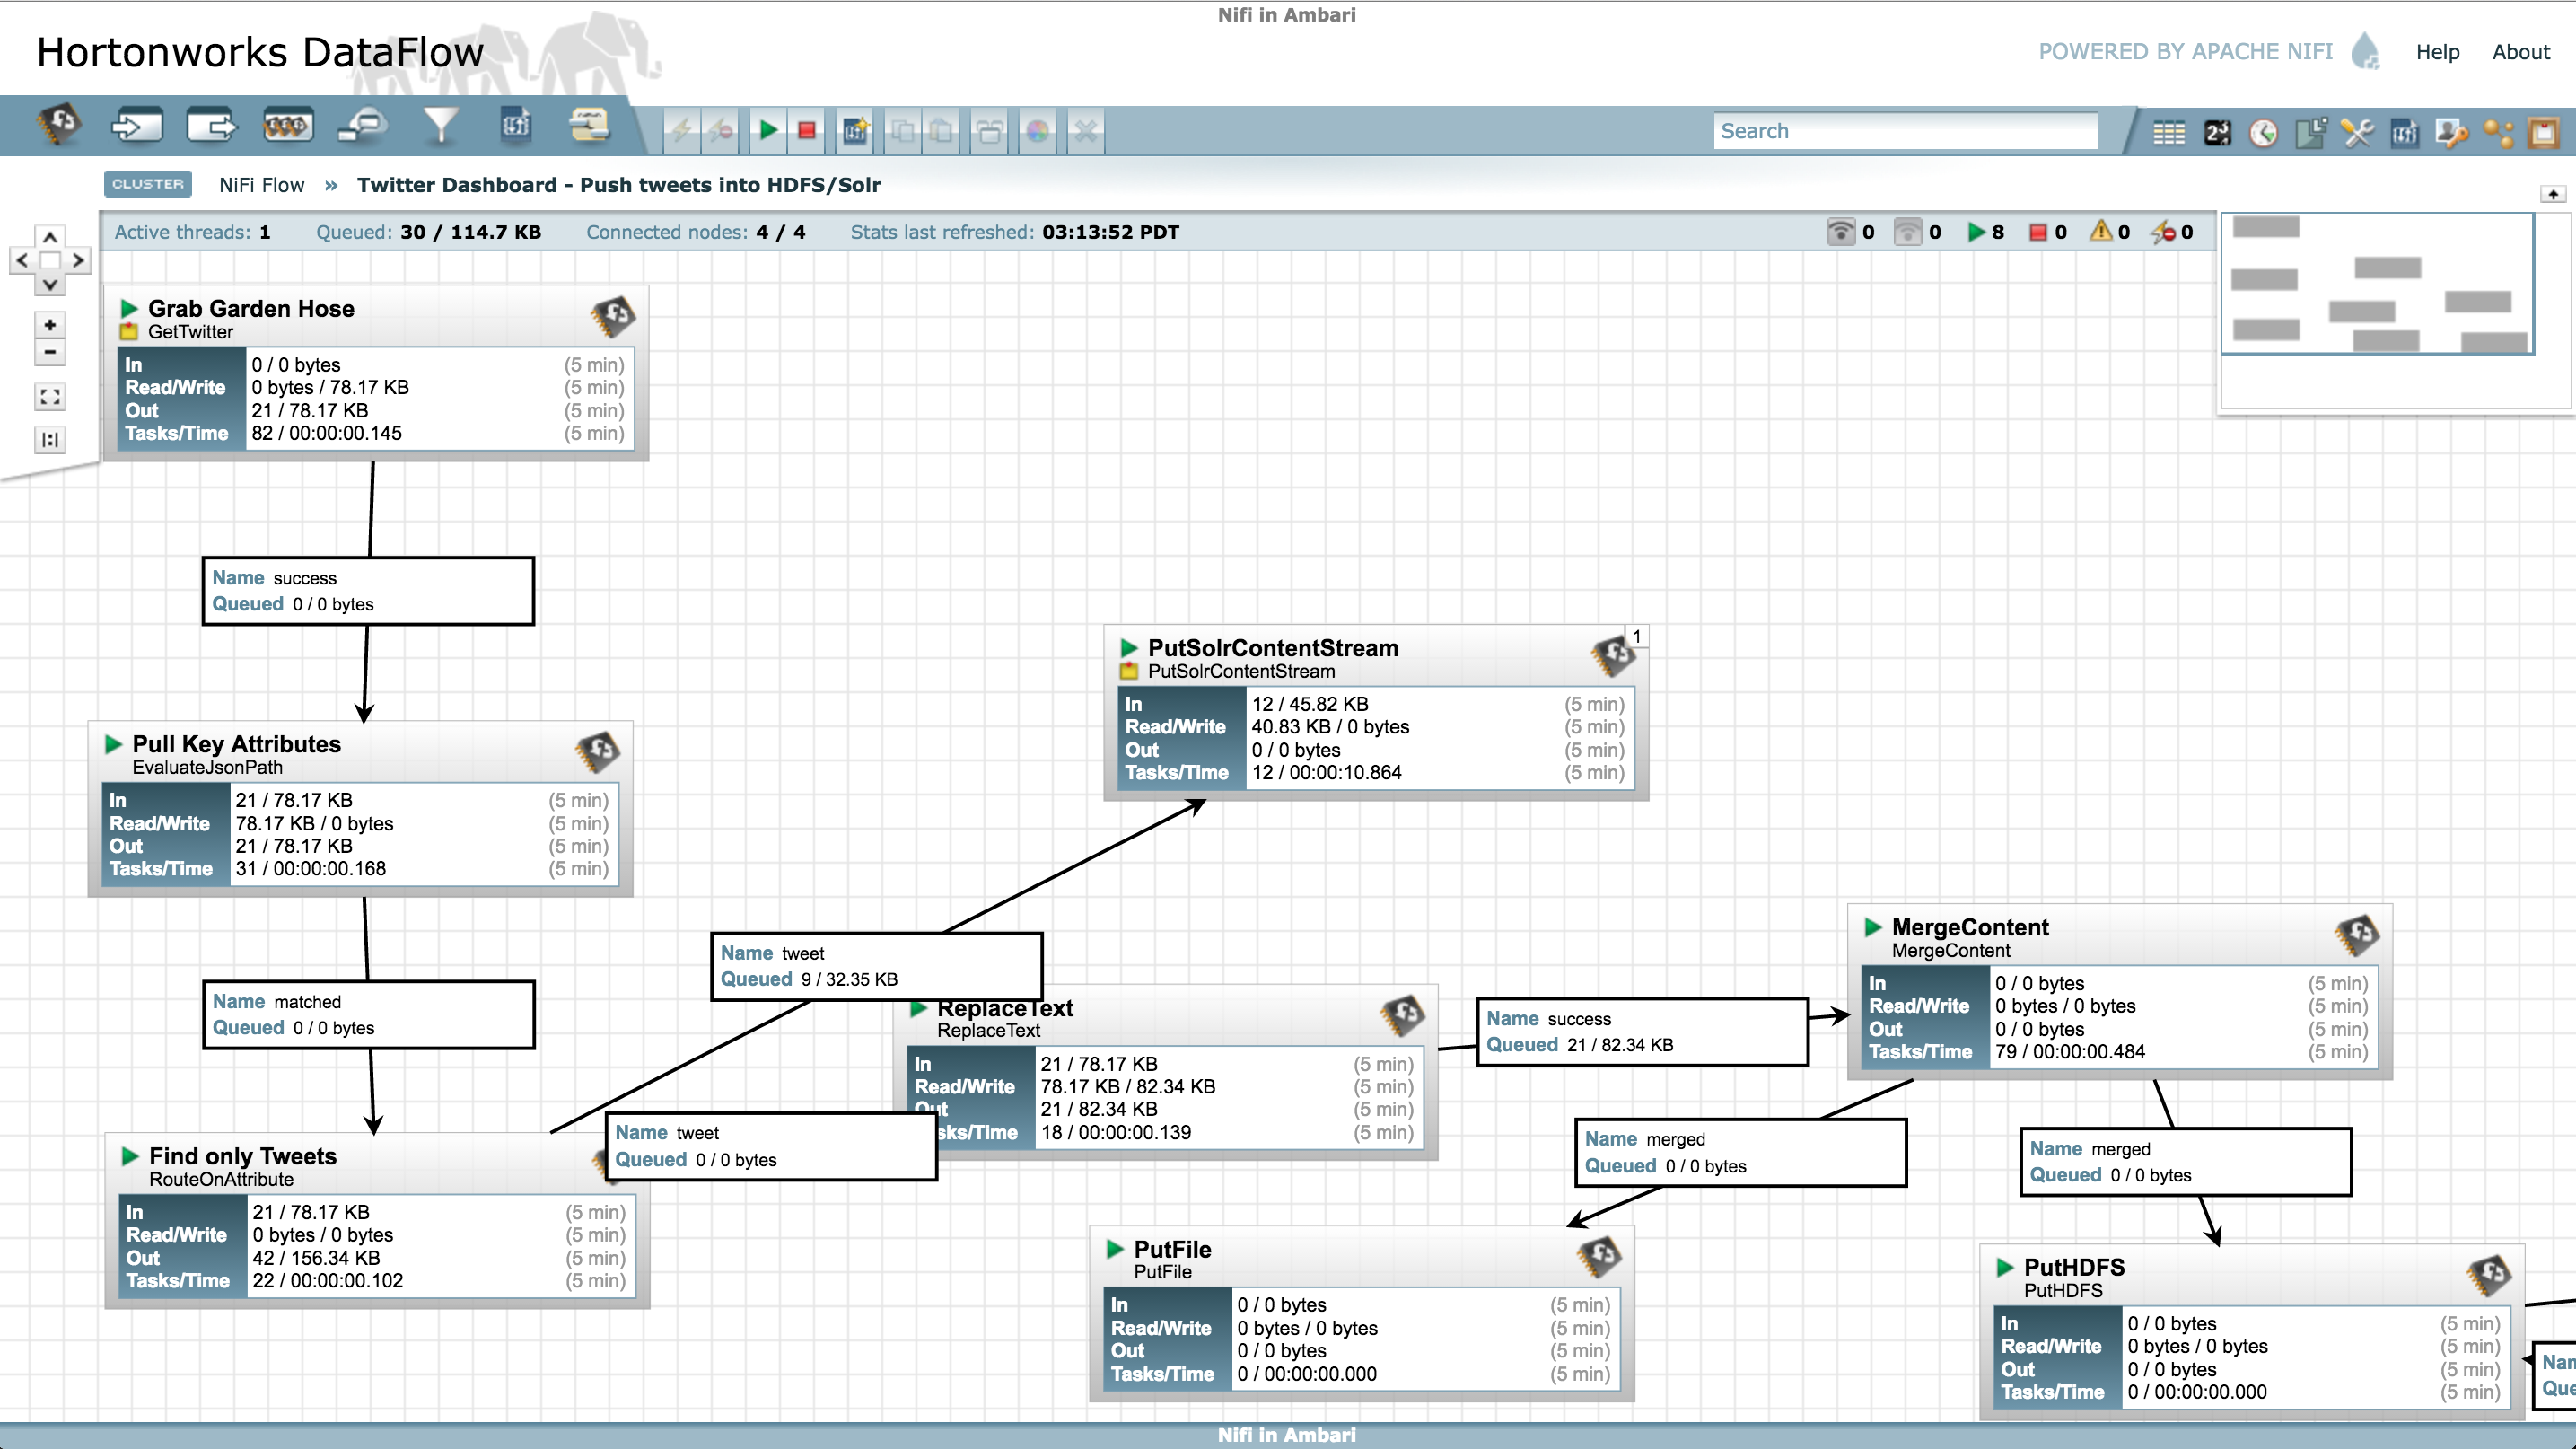 Nifi in Ambari
Hortonworks DataFlow
POWERED BY APACHE NIFI
Help
About
Search
CLUSTER
NiFi Flow » Twitter Dashboard - Push tweets into HDFS/Solr
Active threads: 1
Queued: 30 / 114.7 KB
Connected nodes: 4 / 4
Stats last refreshed: 03:13:52 PDT
0
0
8
0
0
0
Grab Garden Hose
GetTwitter
In 0 / 0 bytes (5 min)
Read/Write 0 bytes / 78.17 KB (5 min)
Out 21 / 78.17 KB (5 min)
Tasks/Time 82 / 00:00:00.145 (5 min)
Name success
Queued 0 / 0 bytes
1
PutSolrContentStream
PutSolrContentStream
In 12 / 45.82 KB (5 min)
Read/Write 40.83 KB / 0 bytes (5 min)
Out 0 / 0 bytes (5 min)
Tasks/Time 12 / 00:00:10.864 (5 min)
Pull Key Attributes
EvaluateJsonPath
In 21 / 78.17 KB (5 min)
Read/Write 78.17 KB / 0 bytes (5 min)
Out 21 / 78.17 KB (5 min)
Tasks/Time 31 / 00:00:00.168 (5 min)
Name tweet
Queued 9 / 32.35 KB
Name matched
Queued 0 / 0 bytes
ReplaceText
ReplaceText
In 21 / 78.17 KB (5 min)
Read/Write 78.17 KB / 82.34 KB (5 min)
Out 21 / 82.34 KB (5 min)
sks/Time 18 / 00:00:00.139 (5 min)
Name success
Queued 21 / 82.34 KB
MergeContent
MergeContent
In 0 / 0 bytes (5 min)
Read/Write 0 bytes / 0 bytes (5 min)
Out 0 / 0 bytes (5 min)
Tasks/Time 79 / 00:00:00.484 (5 min)
Name tweet
Queued 0 / 0 bytes
Name merged
Queued 0 / 0 bytes
Name merged
Queued 0 / 0 bytes
Find only Tweets
RouteOnAttribute
In 21 / 78.17 KB (5 min)
Read/Write 0 bytes / 0 bytes (5 min)
Out 42 / 156.34 KB (5 min)
Tasks/Time 22 / 00:00:00.102 (5 min)
PutFile
PutFile
In 0 / 0 bytes (5 min)
Read/Write 0 bytes / 0 bytes (5 min)
Out 0 / 0 bytes (5 min)
Tasks/Time 0 / 00:00:00.000 (5 min)
PutHDFS
PutHDFS
In 0 / 0 bytes (5 min)
Read/Write 0 bytes / 0 bytes (5 min)
Out 0 / 0 bytes (5 min)
Tasks/Time 0 / 00:00:00.000 (5 min)
Nan
Que
Nifi in Ambari